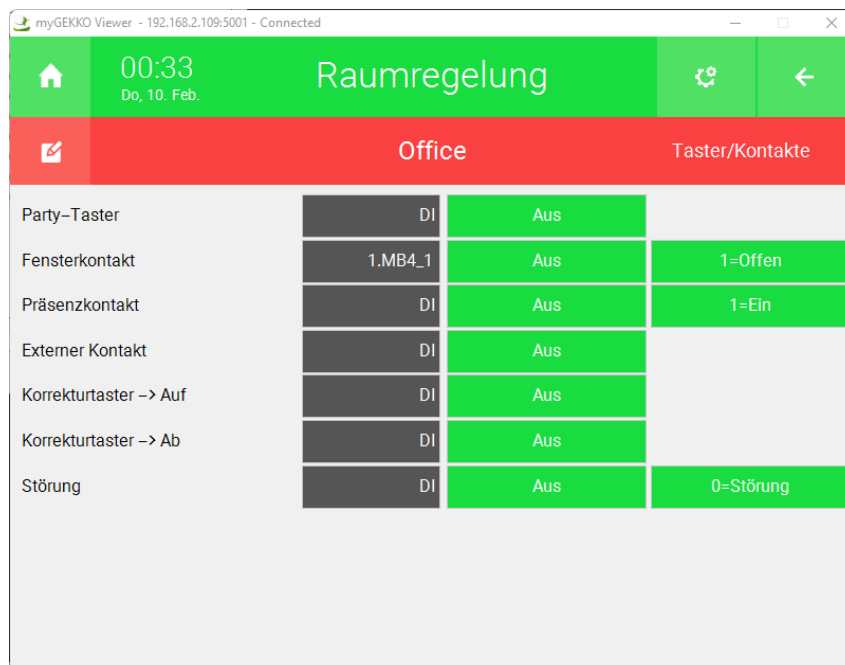 myGEKKO Viewer - 192.168.2.109:5001 - Connected
00:33
Do, 10. Feb.
Raumregelung
Office
Taster/Kontakte
Party–Taster DI Aus
Fensterkontakt 1.MB4_1 Aus 1=Offen
Präsenzkontakt DI Aus 1=Ein
Externer Kontakt DI Aus
Korrekturtaster –> Auf DI Aus
Korrekturtaster –> Ab DI Aus
Störung DI Aus 0=Störung